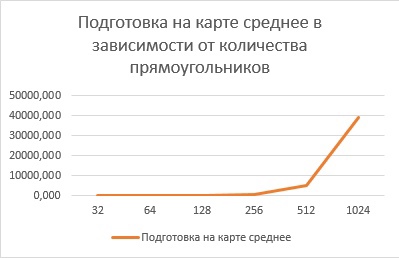 Подготовка на карте среднее в
зависимости от количества
прямоугольников
50000,000
40000,000
30000,000
20000,000
10000,000
0,000
32 64 128 256 512 1024
Подготовка на карте среднее